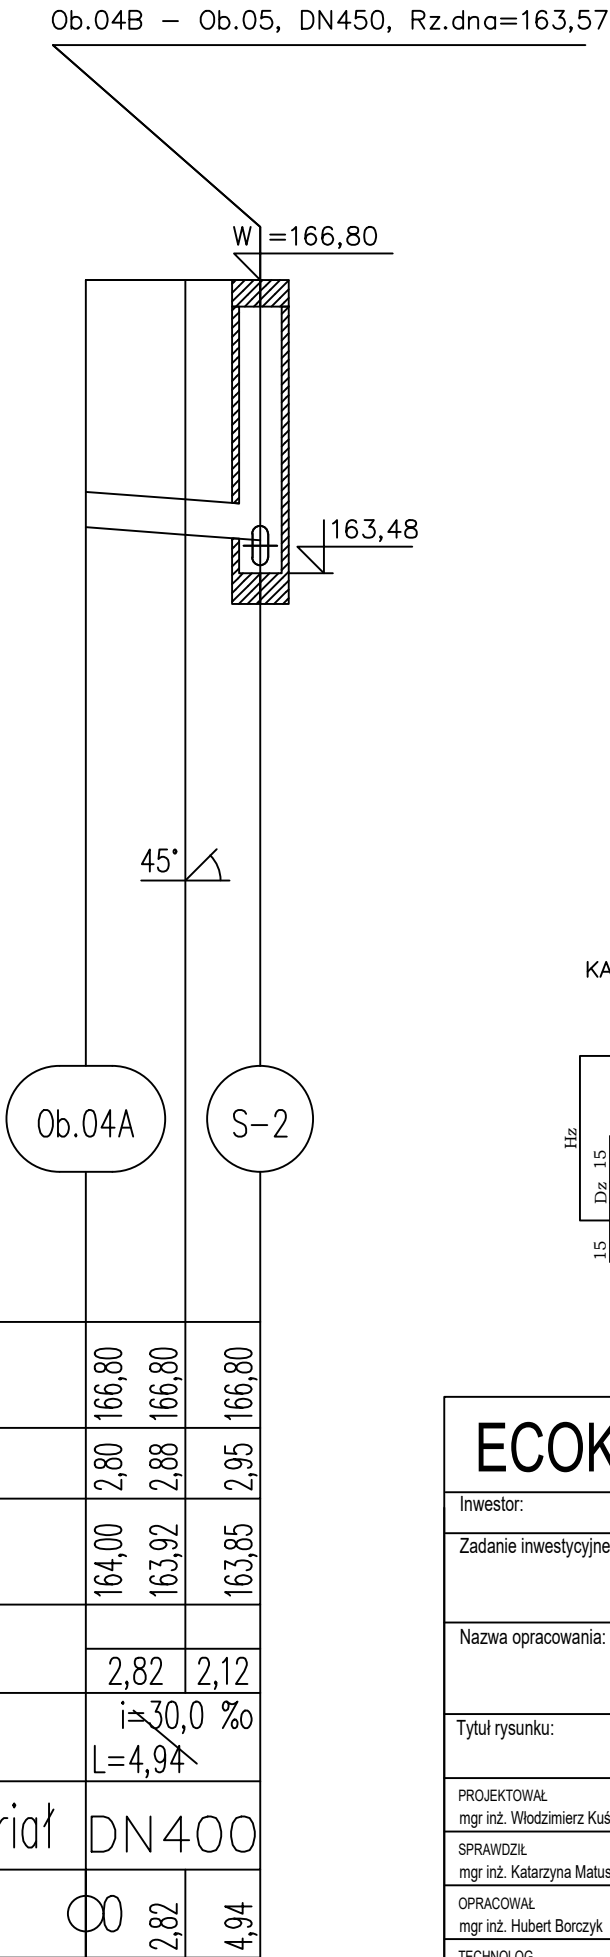 Ob.04B – Ob.05, DN450, Rz.dna=163,57
W =166,80
163,48
45°
Ob.04A
S-2
KA
Hz
Dz 15
15
166,80 166,80 166,80
2,80 2,88 2,95
164,00 163,92 163,85
2,82 2,12
i=30,0 ‰
L=4,94
riał DN400
0 2,82 4,94
ECOK
Inwestor:
Zadanie inwestycyjne
Nazwa opracowania:
Tytuł rysunku:
PROJEKTOWAŁ
mgr inż. Włodzimierz Kuś
SPRAWDZIŁ
mgr inż. Katarzyna Matus
OPRACOWAŁ
mgr inż. Hubert Borczyk
TECHNOLOG